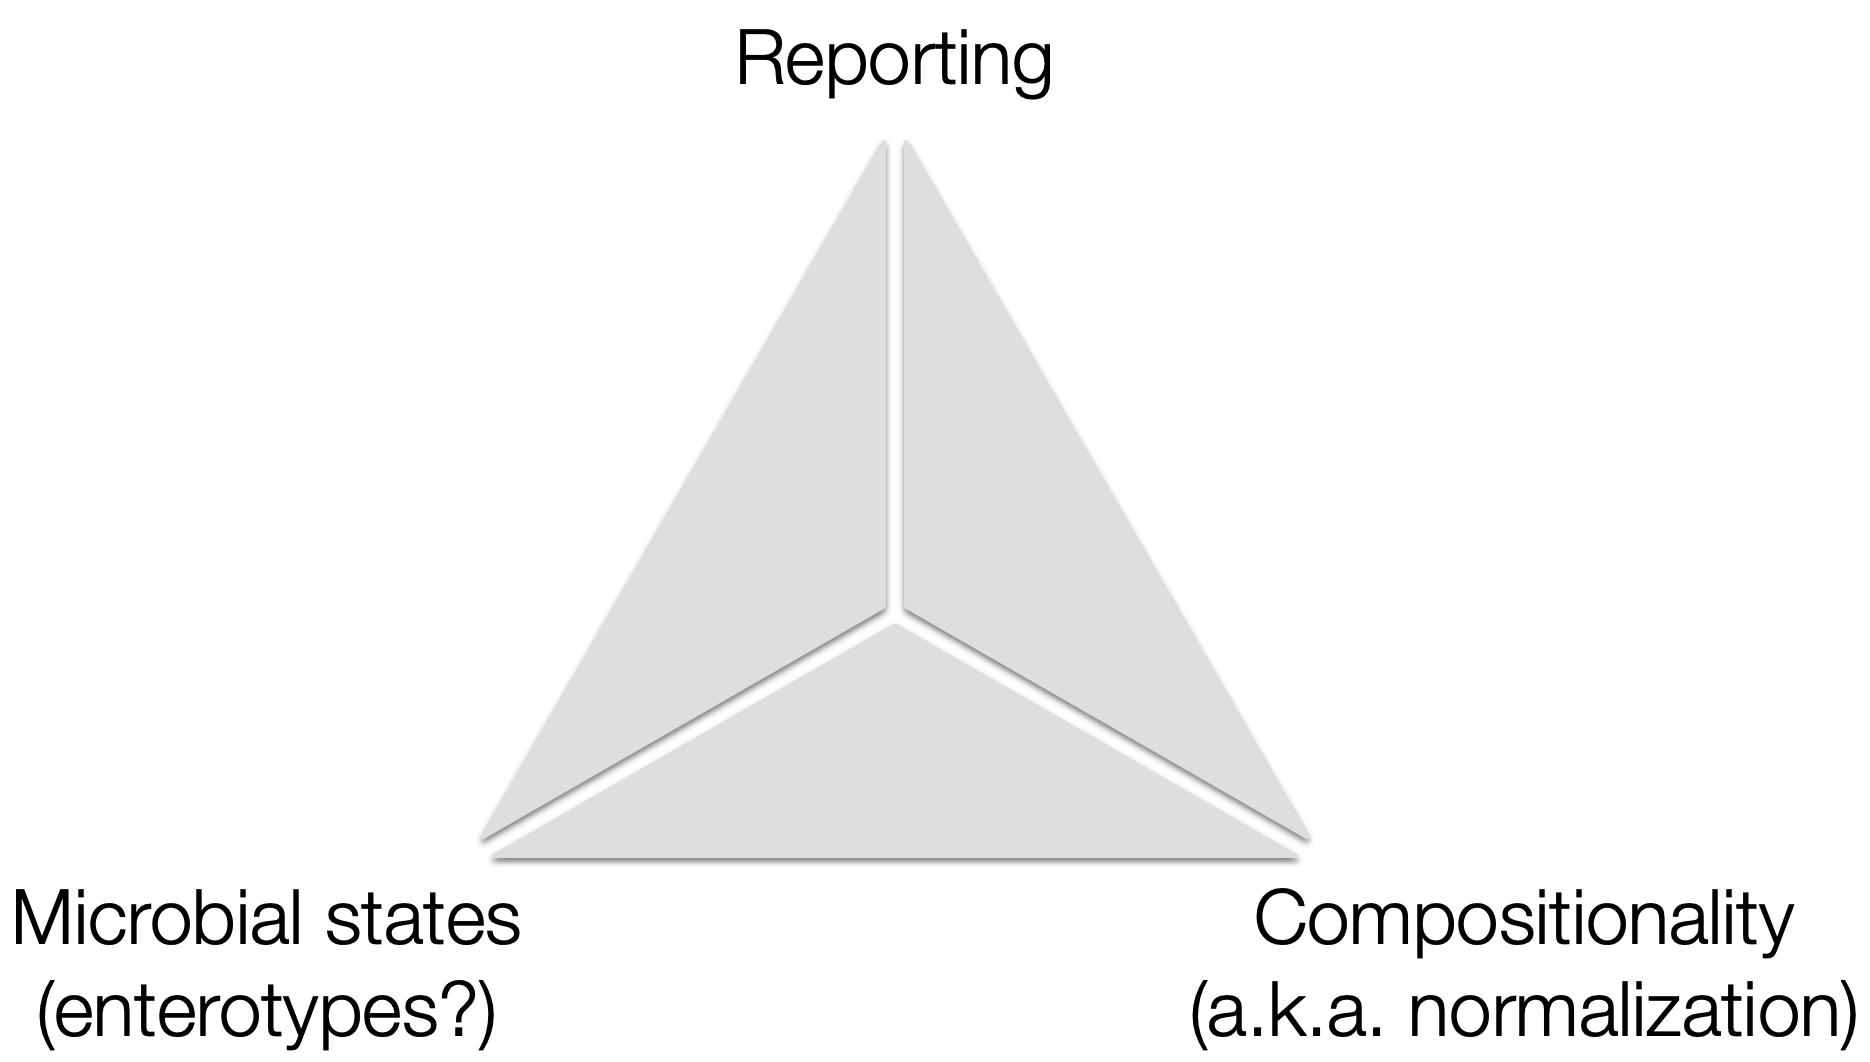 Reporting
Microbial states
(enterotypes?)
Compositionality
(a.k.a. normalization)